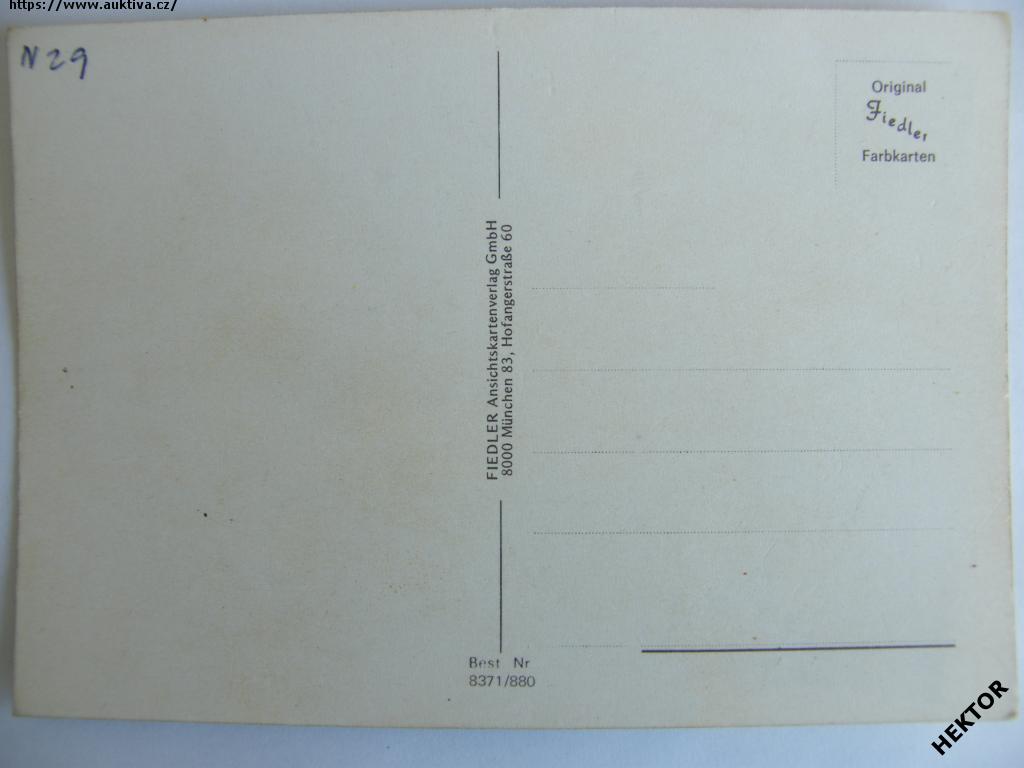 https://www.auktiva.cz/
N 29
Original
Fiedler
Farbkarten
FIEDLER Ansichtskartenverlag GmbH
8000 München 83, Hofangerstraße 60
Best Nr
8371/880
HEKTOR